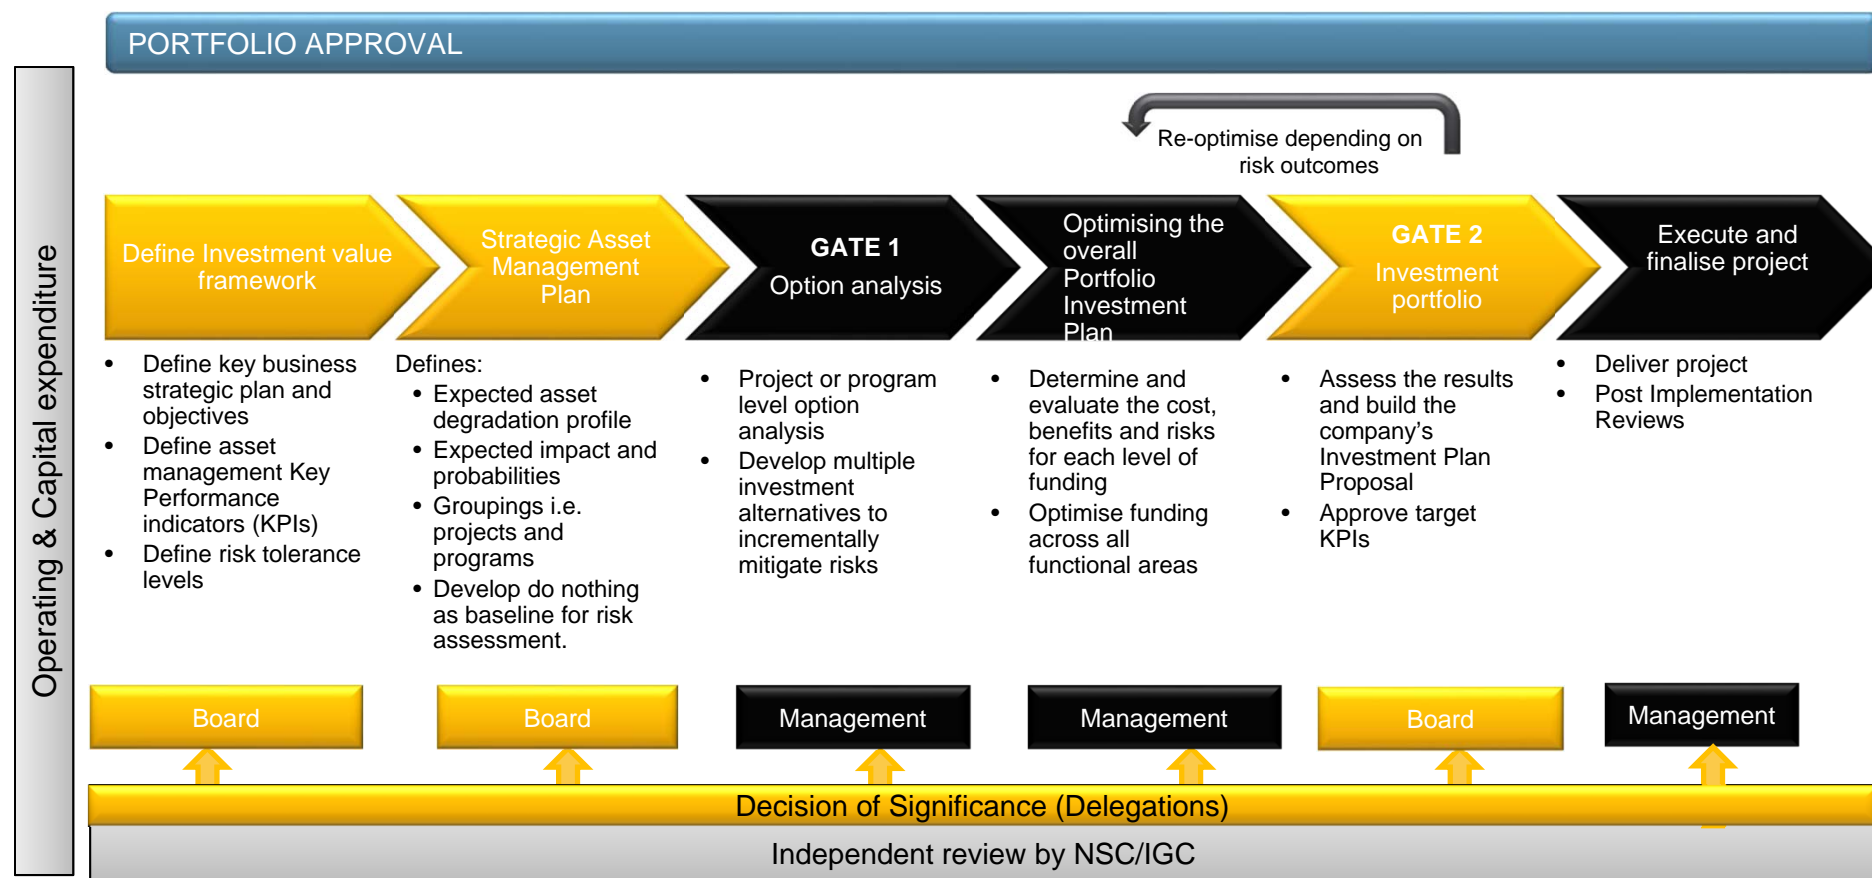 PORTFOLIO APPROVAL
Operating & Capital expenditure
Re-optimise depending on
risk outcomes
Define Investment value
framework
Strategic Asset
Management
Plan
GATE 1
Option analysis
Optimising the
overall
Portfolio
Investment
Plan
GATE 2
Investment
portfolio
Execute and
finalise project
• Define key business
strategic plan and
objectives
• Define asset
management Key
Performance
indicators (KPIs)
• Define risk tolerance
levels
Defines:
• Expected asset
degradation profile
• Expected impact and
probabilities
• Groupings i.e.
projects and
programs
• Develop do nothing
as baseline for risk
assessment.
• Project or program
level option
analysis
• Develop multiple
investment
alternatives to
incrementally
mitigate risks
• Determine and
evaluate the cost,
benefits and risks
for each level of
funding
• Optimise funding
across all
functional areas
• Assess the results
and build the
company’s
Investment Plan
Proposal
• Approve target
KPIs
• Deliver project
• Post Implementation
Reviews
Board
Board
Management
Management
Board
Management
Decision of Significance (Delegations)
Independent review by NSC/IGC